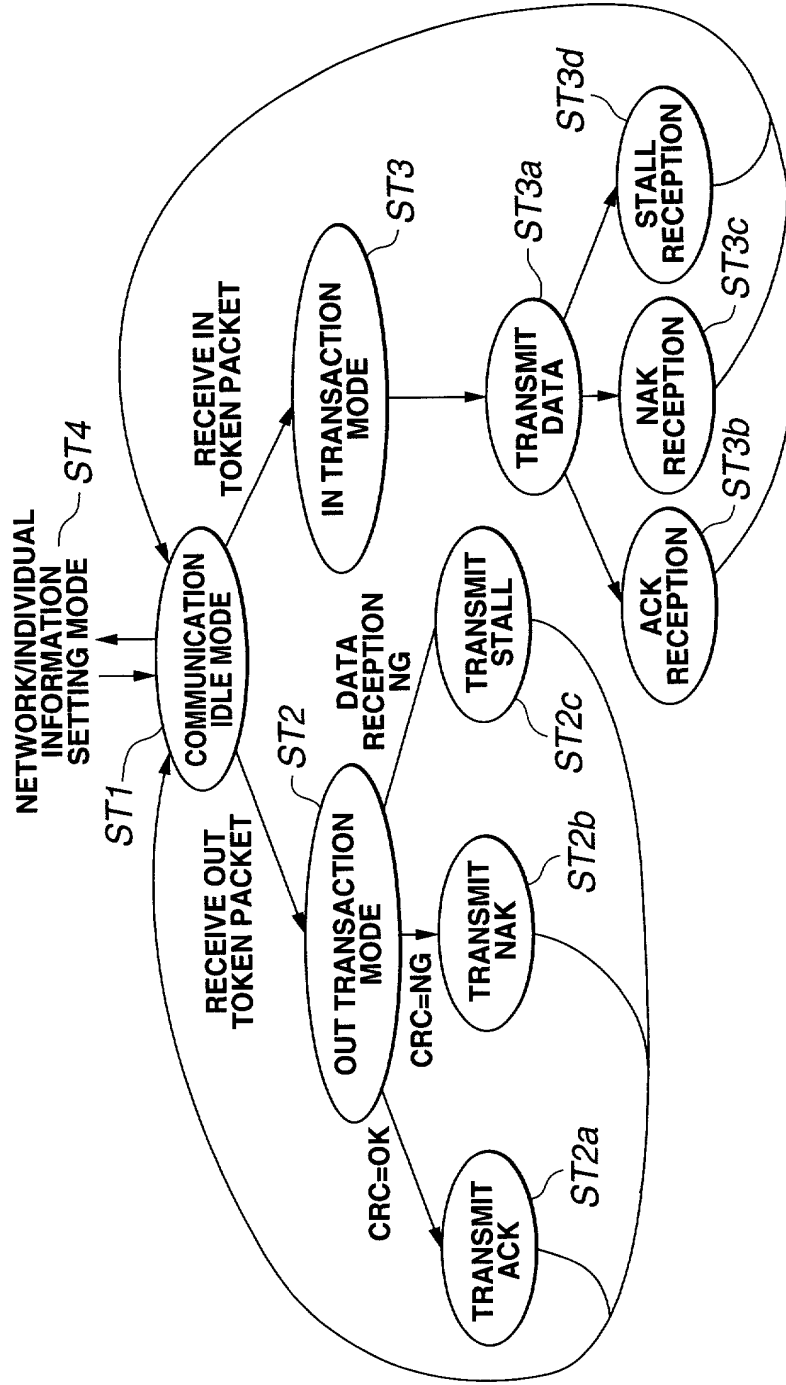 NETWORK/INDIVIDUAL
INFORMATION
SETTING MODE
ST4
ST1
COMMUNICATION
IDLE MODE
RECEIVE OUT
TOKEN PACKET
RECEIVE IN
TOKEN PACKET
ST2
OUT TRANSACTION
MODE
ST3
IN TRANSACTION
MODE
CRC=OK
CRC=NG
DATA
RECEPTION
NG
TRANSMIT
ACK
ST2a
TRANSMIT
NAK
ST2b
TRANSMIT
STALL
ST2c
TRANSMIT
DATA
ST3a
ACK
RECEPTION
ST3b
NAK
RECEPTION
ST3c
STALL
RECEPTION
ST3d